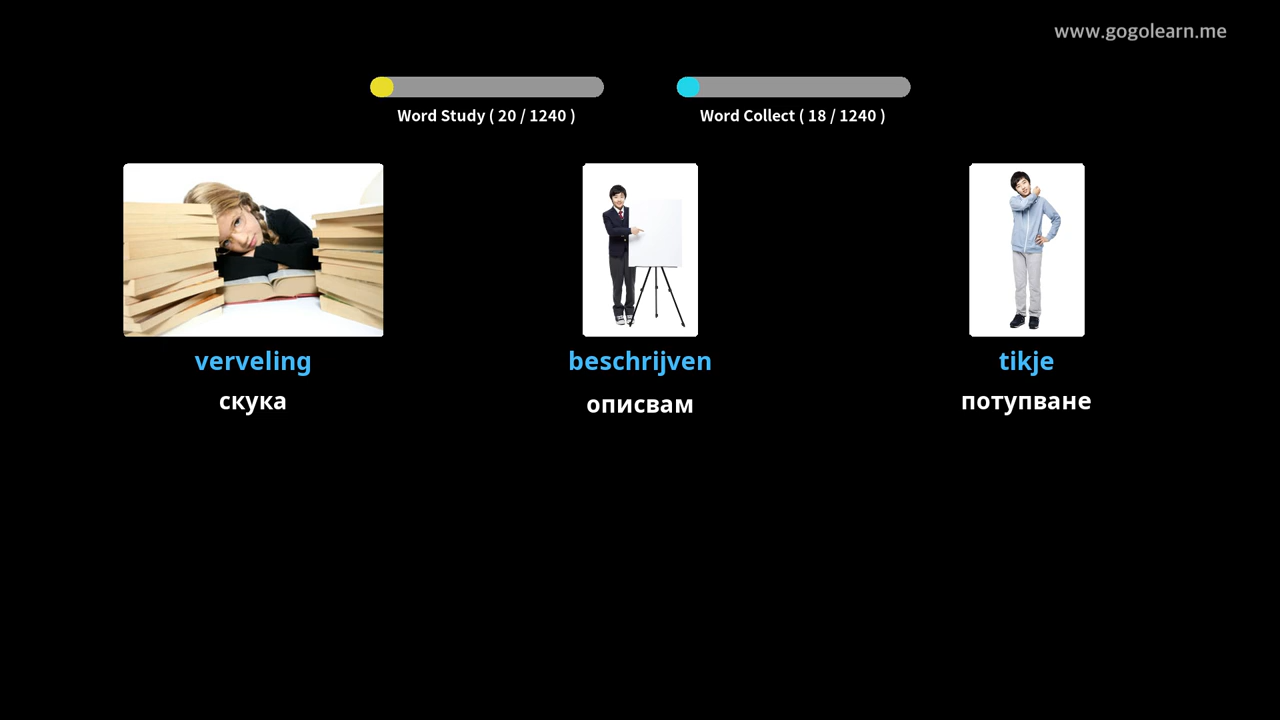 www.gogolearn.me
Word Study ( 20 / 1240 )
Word Collect ( 18 / 1240 )
verveling
beschrijven
tikje
скука
описвам
потупване